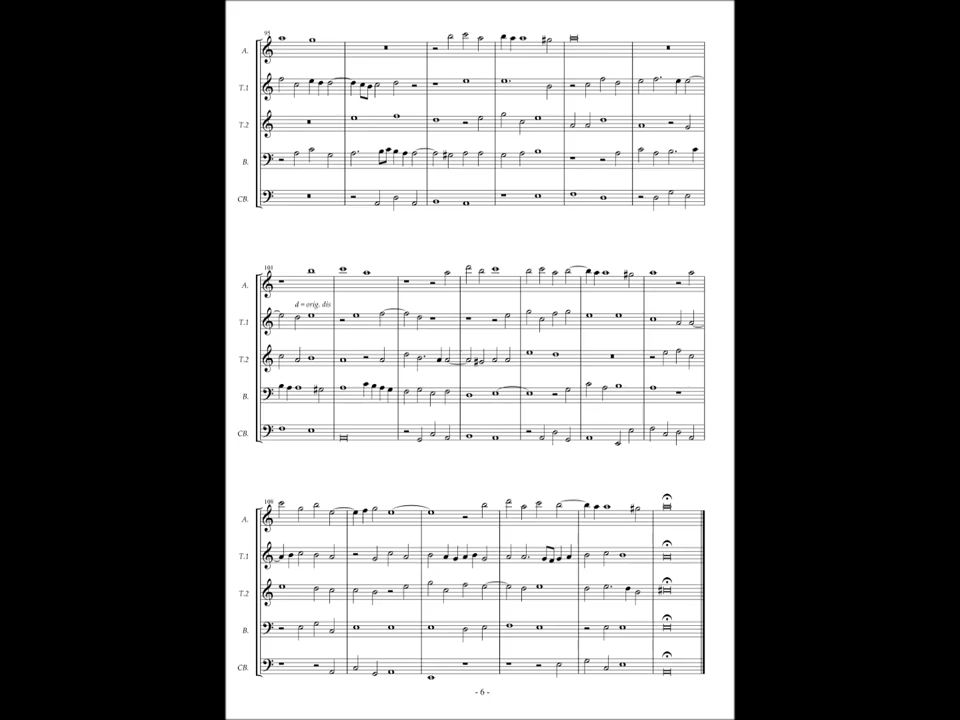 95
A.
T.1
T.2
B.
CB.
101
A.
d = orig. dis
T.1
T.2
B.
CB.
108
A.
T.1
T.2
B.
CB.
- 6 -